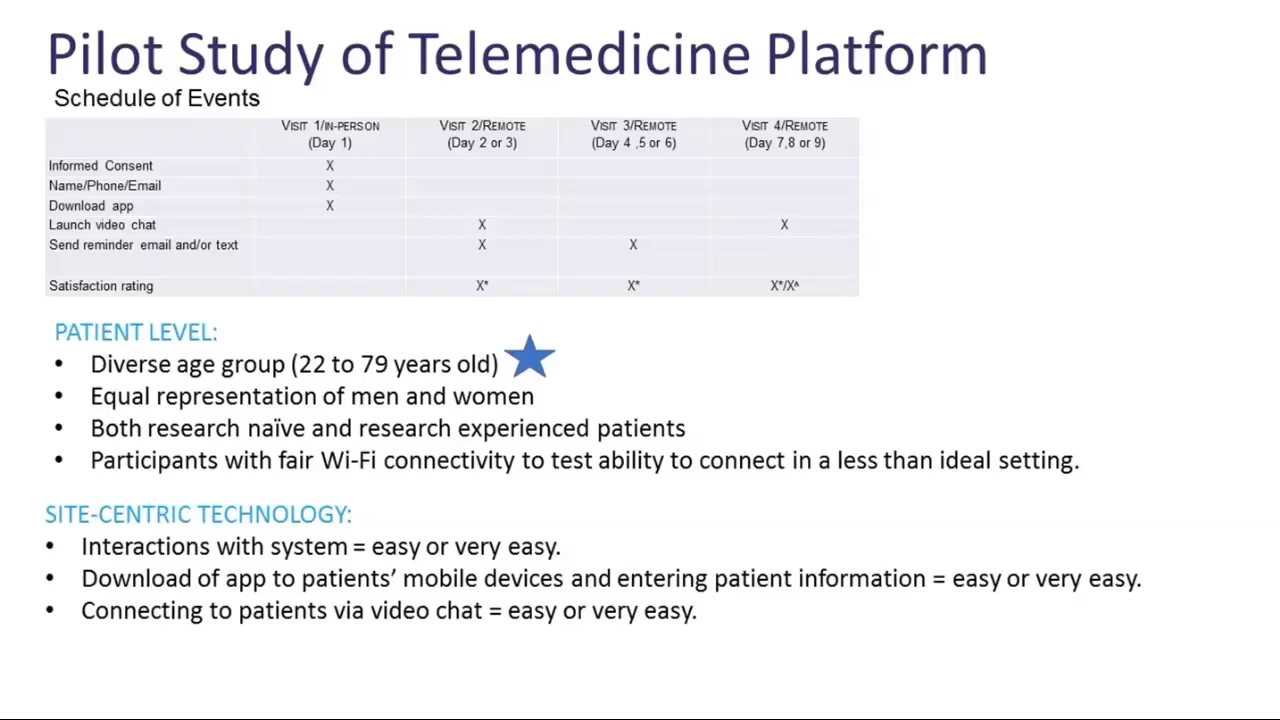 Pilot Study of Telemedicine Platform
Schedule of Events
VISIT 1/IN-PERSON VISIT 2/REMOTE VISIT 3/REMOTE VISIT 4/REMOTE
(Day 1) (Day 2 or 3) (Day 4 ,5 or 6) (Day 7,8 or 9)
Informed Consent X
Name/Phone/Email X
Download app X
Launch video chat X X
Send reminder email and/or text X X
Satisfaction rating X* X* X*/X^
PATIENT LEVEL:
• Diverse age group (22 to 79 years old)
• Equal representation of men and women
• Both research naïve and research experienced patients
• Participants with fair Wi-Fi connectivity to test ability to connect in a less than ideal setting.
SITE-CENTRIC TECHNOLOGY:
• Interactions with system = easy or very easy.
• Download of app to patients’ mobile devices and entering patient information = easy or very easy.
• Connecting to patients via video chat = easy or very easy.